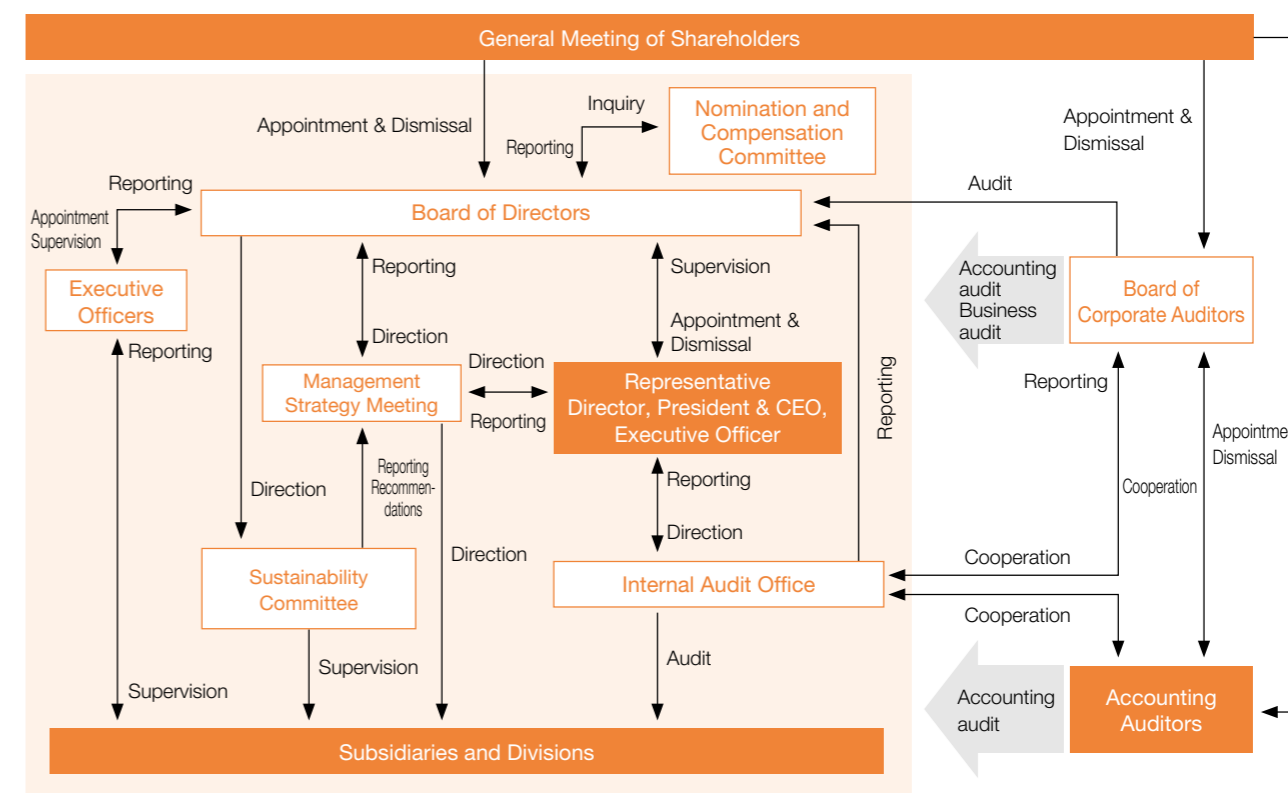 General Meeting of Shareholders
Appointment & Dismissal
Inquiry
Reporting
Nomination and
Compensation
Committee
Appointment &
Dismissal
Reporting
Appointment
Supervision
Board of Directors
Audit
Executive
Officers
Reporting
Direction
Supervision
Appointment &
Dismissal
Accounting
audit
Business
audit
Board of
Corporate Auditors
Reporting
Management
Strategy Meeting
Direction
Reporting
Representative
Director, President & CEO,
Executive Officer
Reporting
Reporting
Direction
Reporting
Recommen-
dations
Direction
Reporting
Direction
Cooperation
Dismissal
Sustainability
Committee
Internal Audit Office
Cooperation
Cooperation
Supervision
Supervision
Audit
Accounting
audit
Accounting
Auditors
Subsidiaries and Divisions